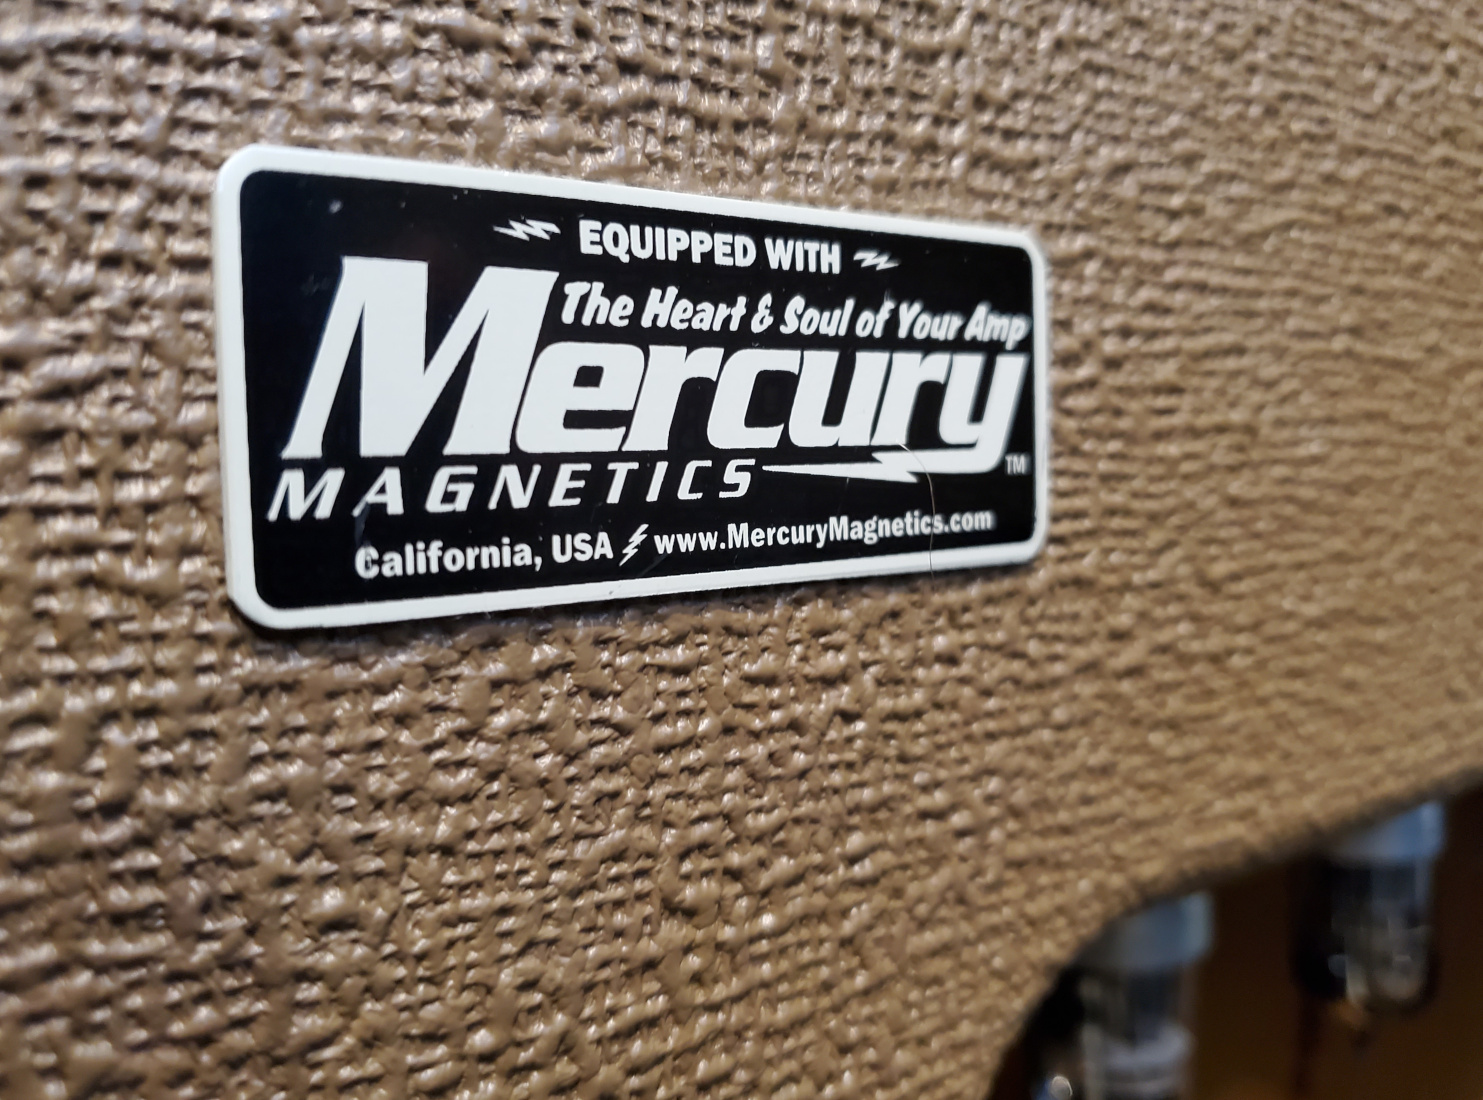 EQUIPPED WITH
The Heart & Soul of Your Amp
Mercury
MAGNETICS TM
California, USA www.MercuryMagnetics.com